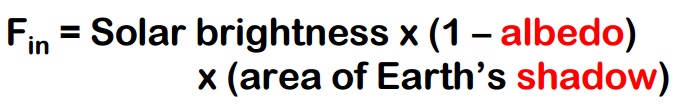 Fin = Solar brightness x (1 – albedo)
x (area of Earth's shadow)